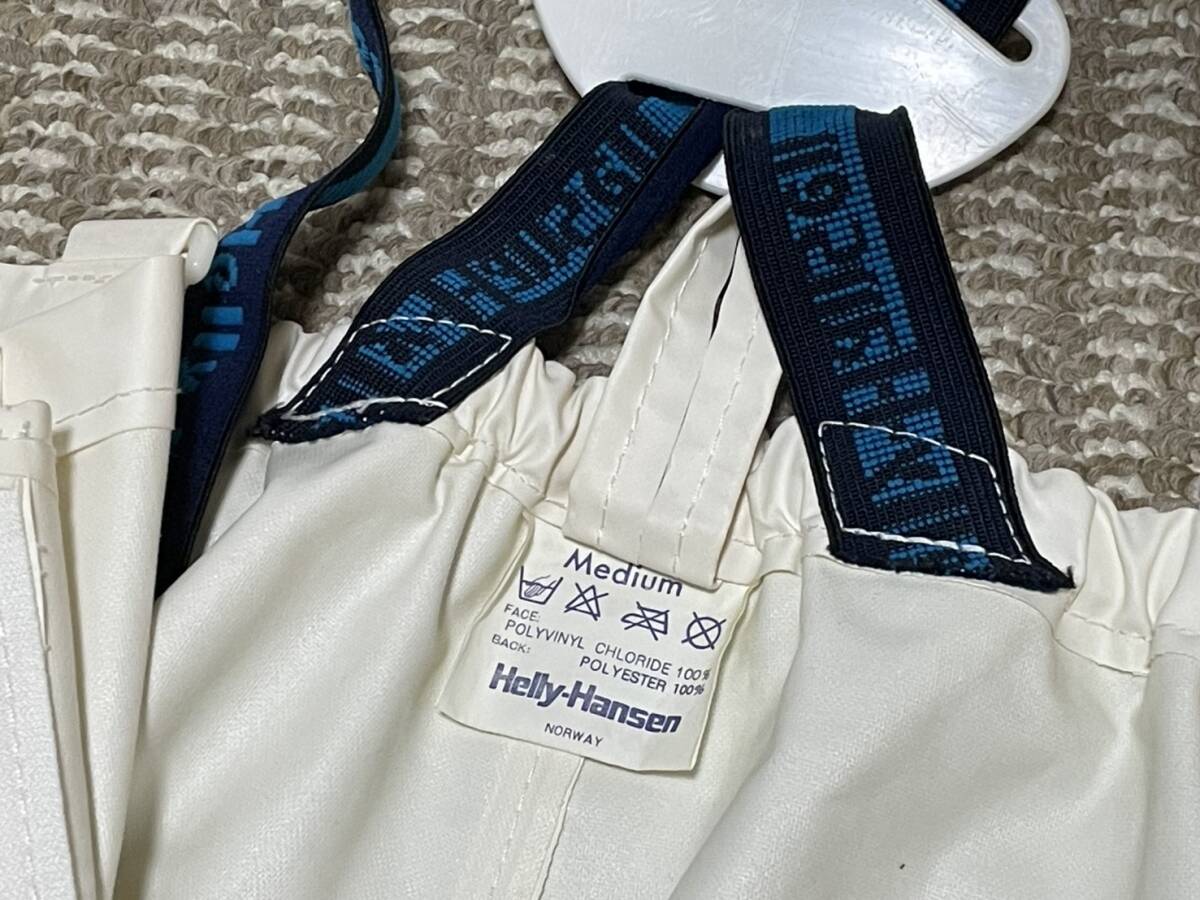 Medium
FACE:
POLYVINYL CHLORIDE 100%
BACK:
POLYESTER 100%
Helly-Hansen
NORWAY